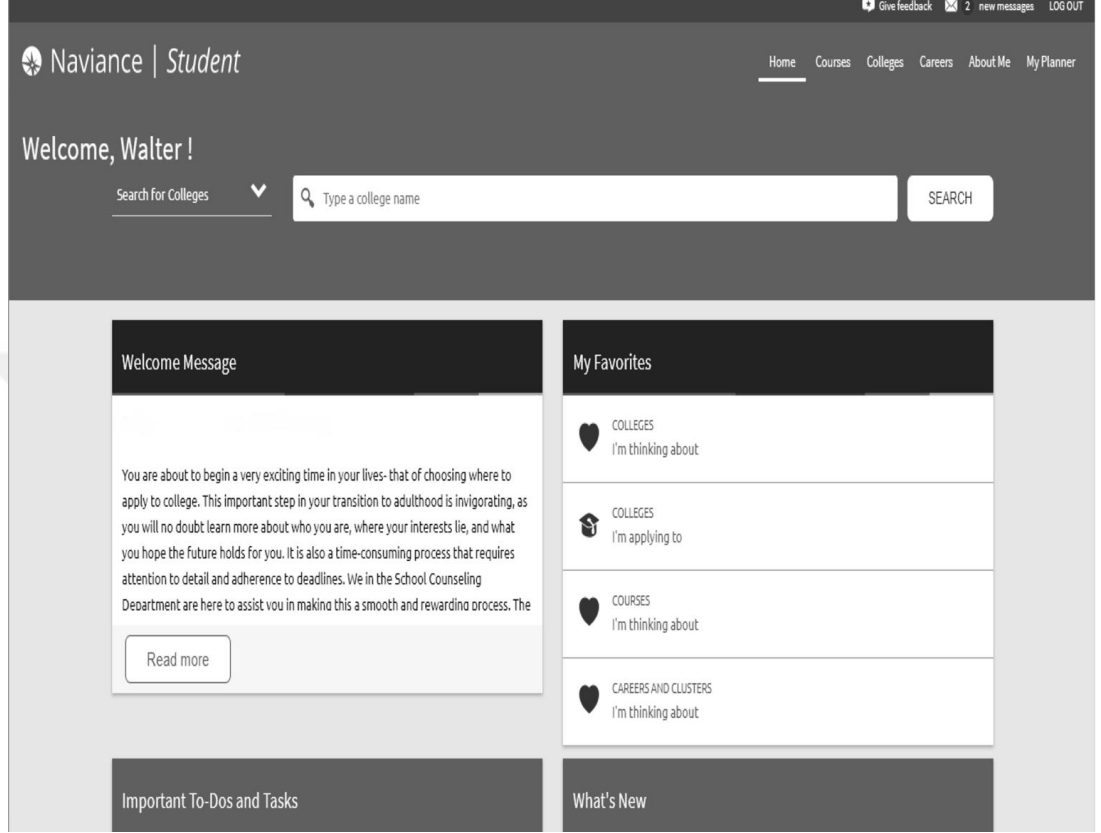 Give feedback 2 new messages LOG OUT
Naviance | Student
Home Courses Colleges Careers About Me My Planner
Welcome, Walter !
Search for Colleges
Type a college name
SEARCH
Welcome Message
You are about to begin a very exciting time in your lives- that of choosing where to
apply to college. This important step in your transition to adulthood is invigorating, as
you will no doubt learn more about who you are, where your interests lie, and what
you hope the future holds for you. It is also a time-consuming process that requires
attention to detail and adherence to deadlines. We in the School Counseling
Department are here to assist you in making this a smooth and rewarding process. The
Read more
My Favorites
COLLEGES
I'm thinking about
COLLEGES
I'm applying to
COURSES
I'm thinking about
CAREERS AND CLUSTERS
I'm thinking about
Important To-Dos and Tasks
What's New